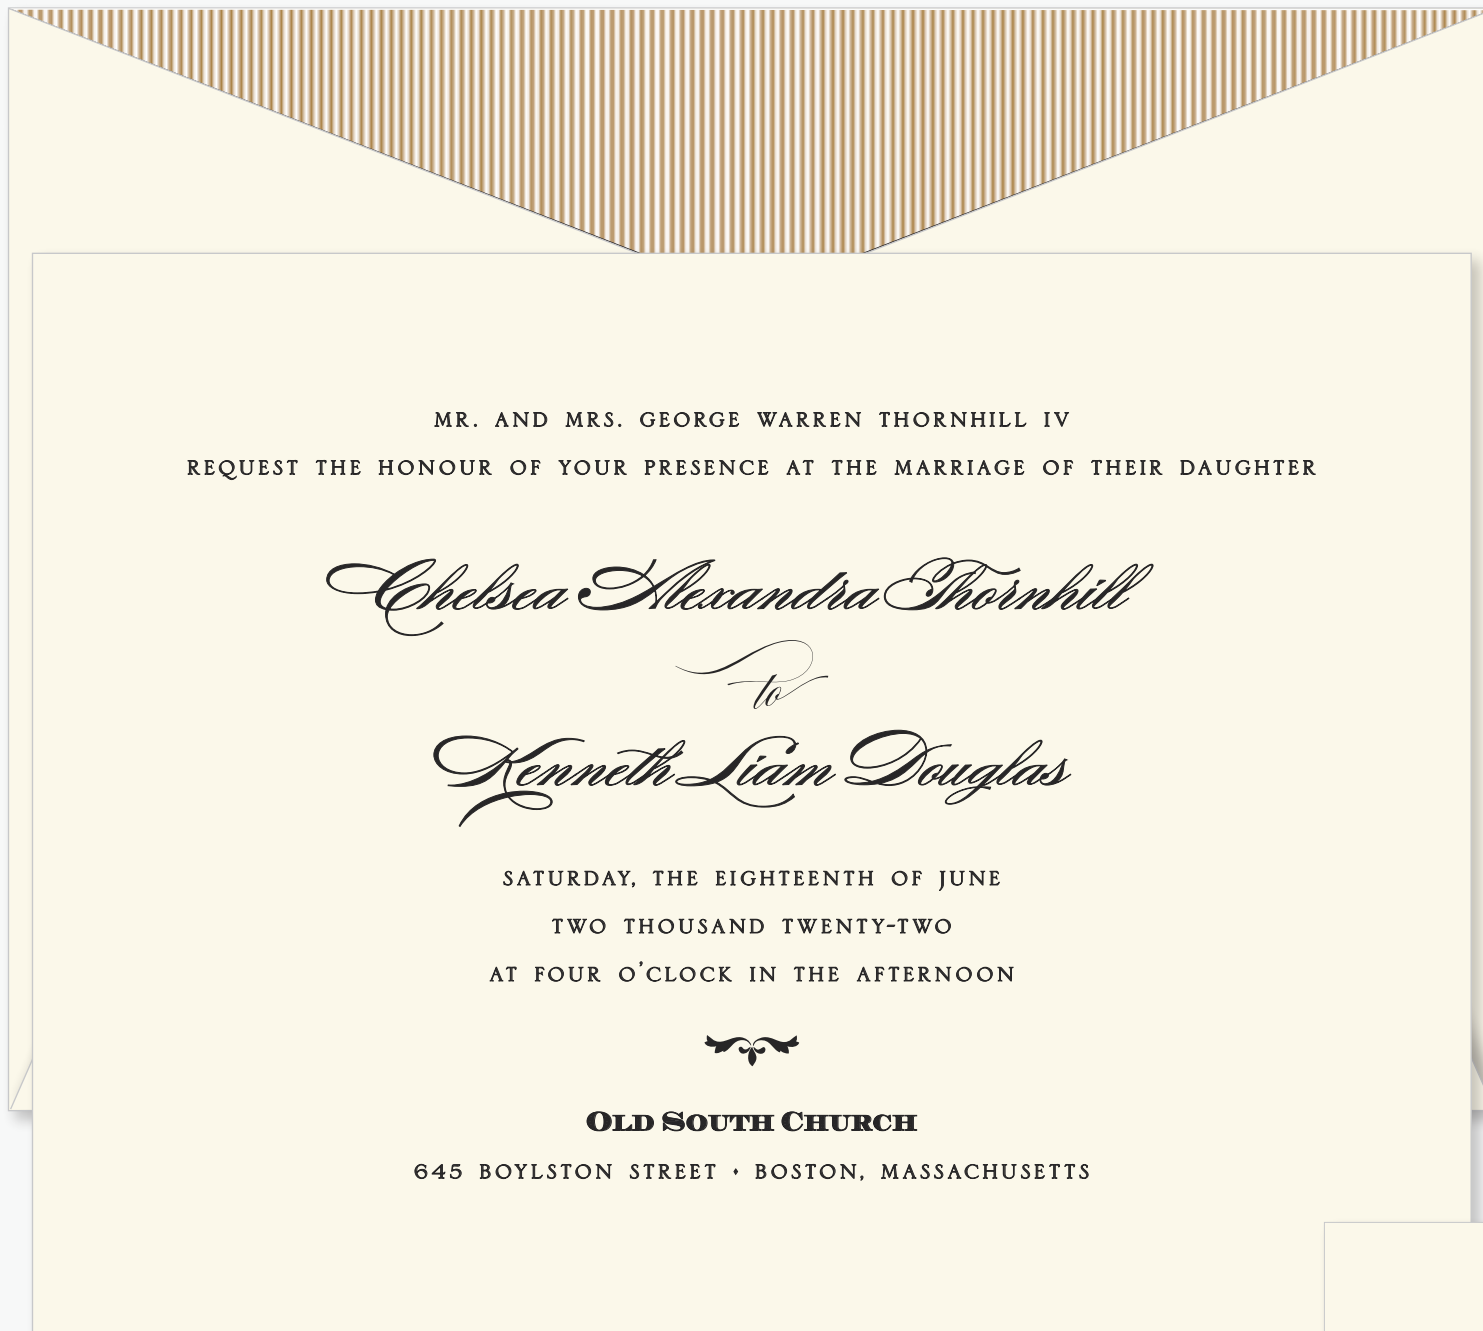 MR. AND MRS. GEORGE WARREN THORNHILL IV
REQUEST THE HONOUR OF YOUR PRESENCE AT THE MARRIAGE OF THEIR DAUGHTER
Chelsea Alexandra Thornhill
to
Kenneth Liam Douglas
SATURDAY, THE EIGHTEENTH OF JUNE
TWO THOUSAND TWENTY-TWO
AT FOUR O'CLOCK IN THE AFTERNOON
OLD SOUTH CHURCH
645 BOYLSTON STREET · BOSTON, MASSACHUSETTS